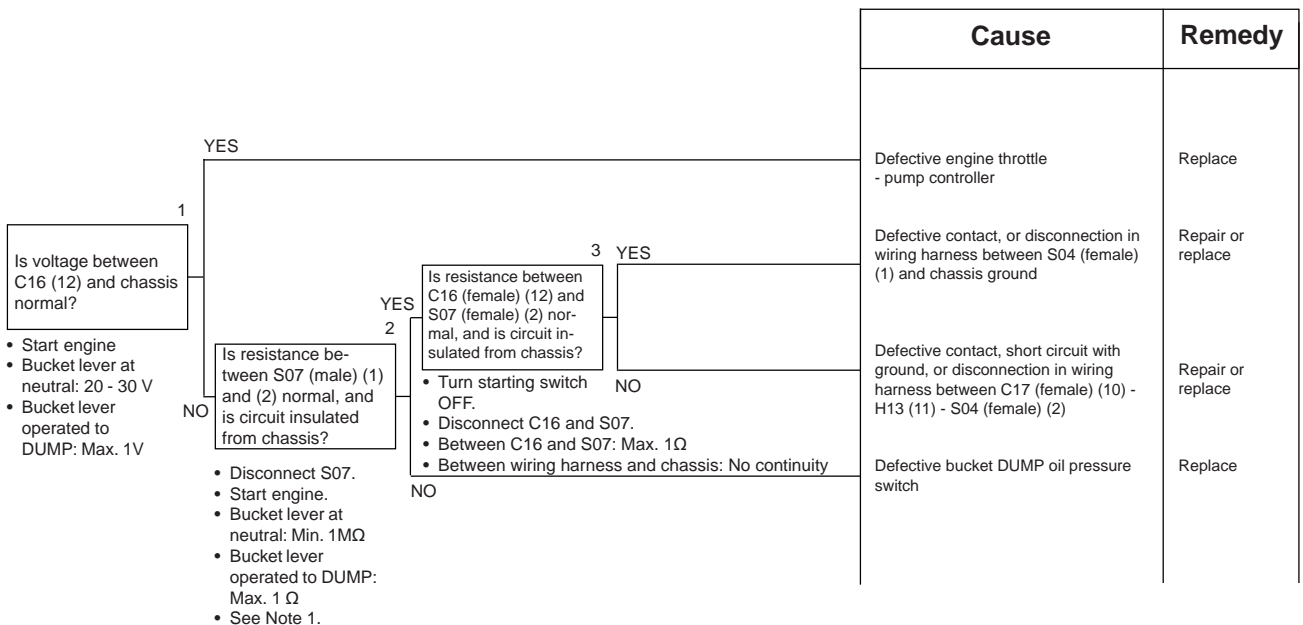 Cause
Remedy
YES
Defective engine throttle
- pump controller
Replace
1
Is voltage between
C16 (12) and chassis
normal?
• Start engine
• Bucket lever at
neutral: 20 - 30 V
• Bucket lever
operated to
DUMP: Max. 1V
NO
2
Is resistance be-
tween S07 (male) (1)
and (2) normal, and
is circuit insulated
from chassis?
• Disconnect S07.
• Start engine.
• Bucket lever at
neutral: Min. 1MΩ
• Bucket lever
operated to DUMP:
Max. 1 Ω
• See Note 1.
YES
3
Is resistance between
C16 (female) (12) and
S07 (female) (2) nor-
mal, and is circuit in-
sulated from chassis?
• Turn starting switch
OFF.
• Disconnect C16 and S07.
• Between C16 and S07: Max. 1Ω
• Between wiring harness and chassis: No continuity
YES
Defective contact, or disconnection in
wiring harness between S04 (female)
(1) and chassis ground
Repair or
replace
NO
Defective contact, short circuit with
ground, or disconnection in wiring
harness between C17 (female) (10) -
H13 (11) - S04 (female) (2)
Repair or
replace
NO
Defective bucket DUMP oil pressure
switch
Replace